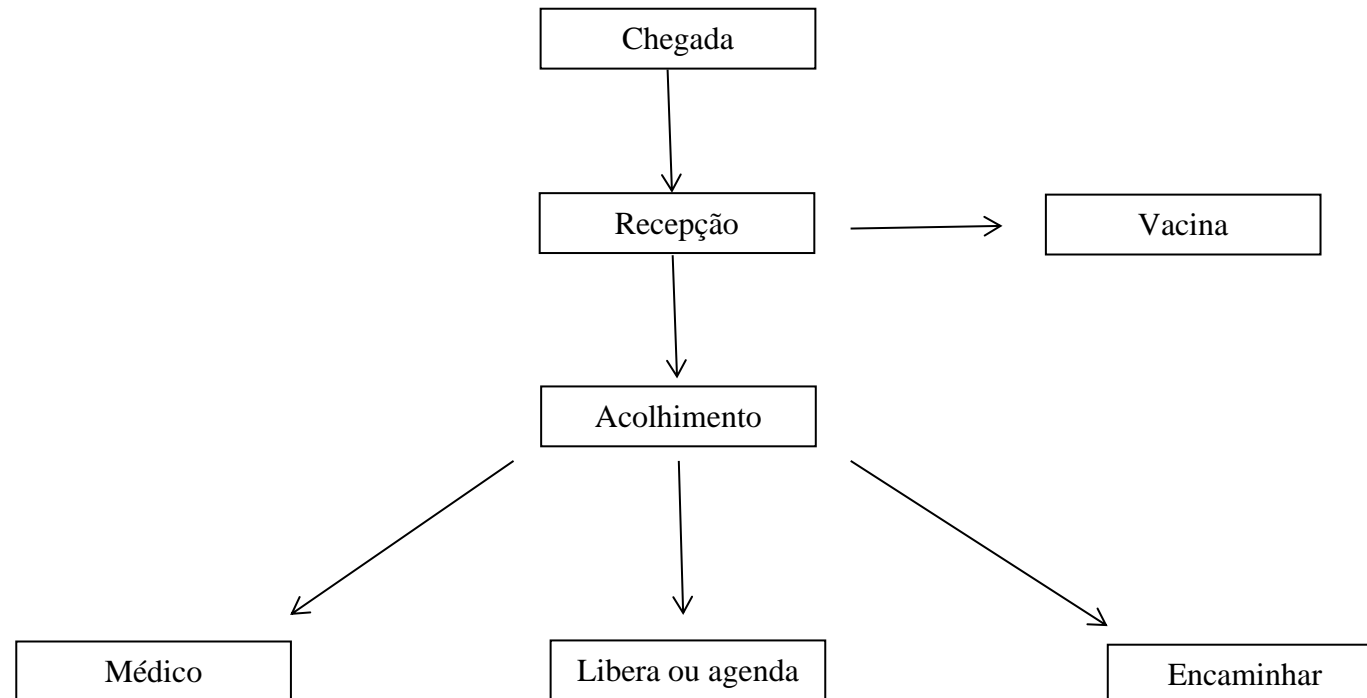 Chegada
Recepção
Vacina
Acolhimento
Médico
Libera ou agenda
Encaminhar